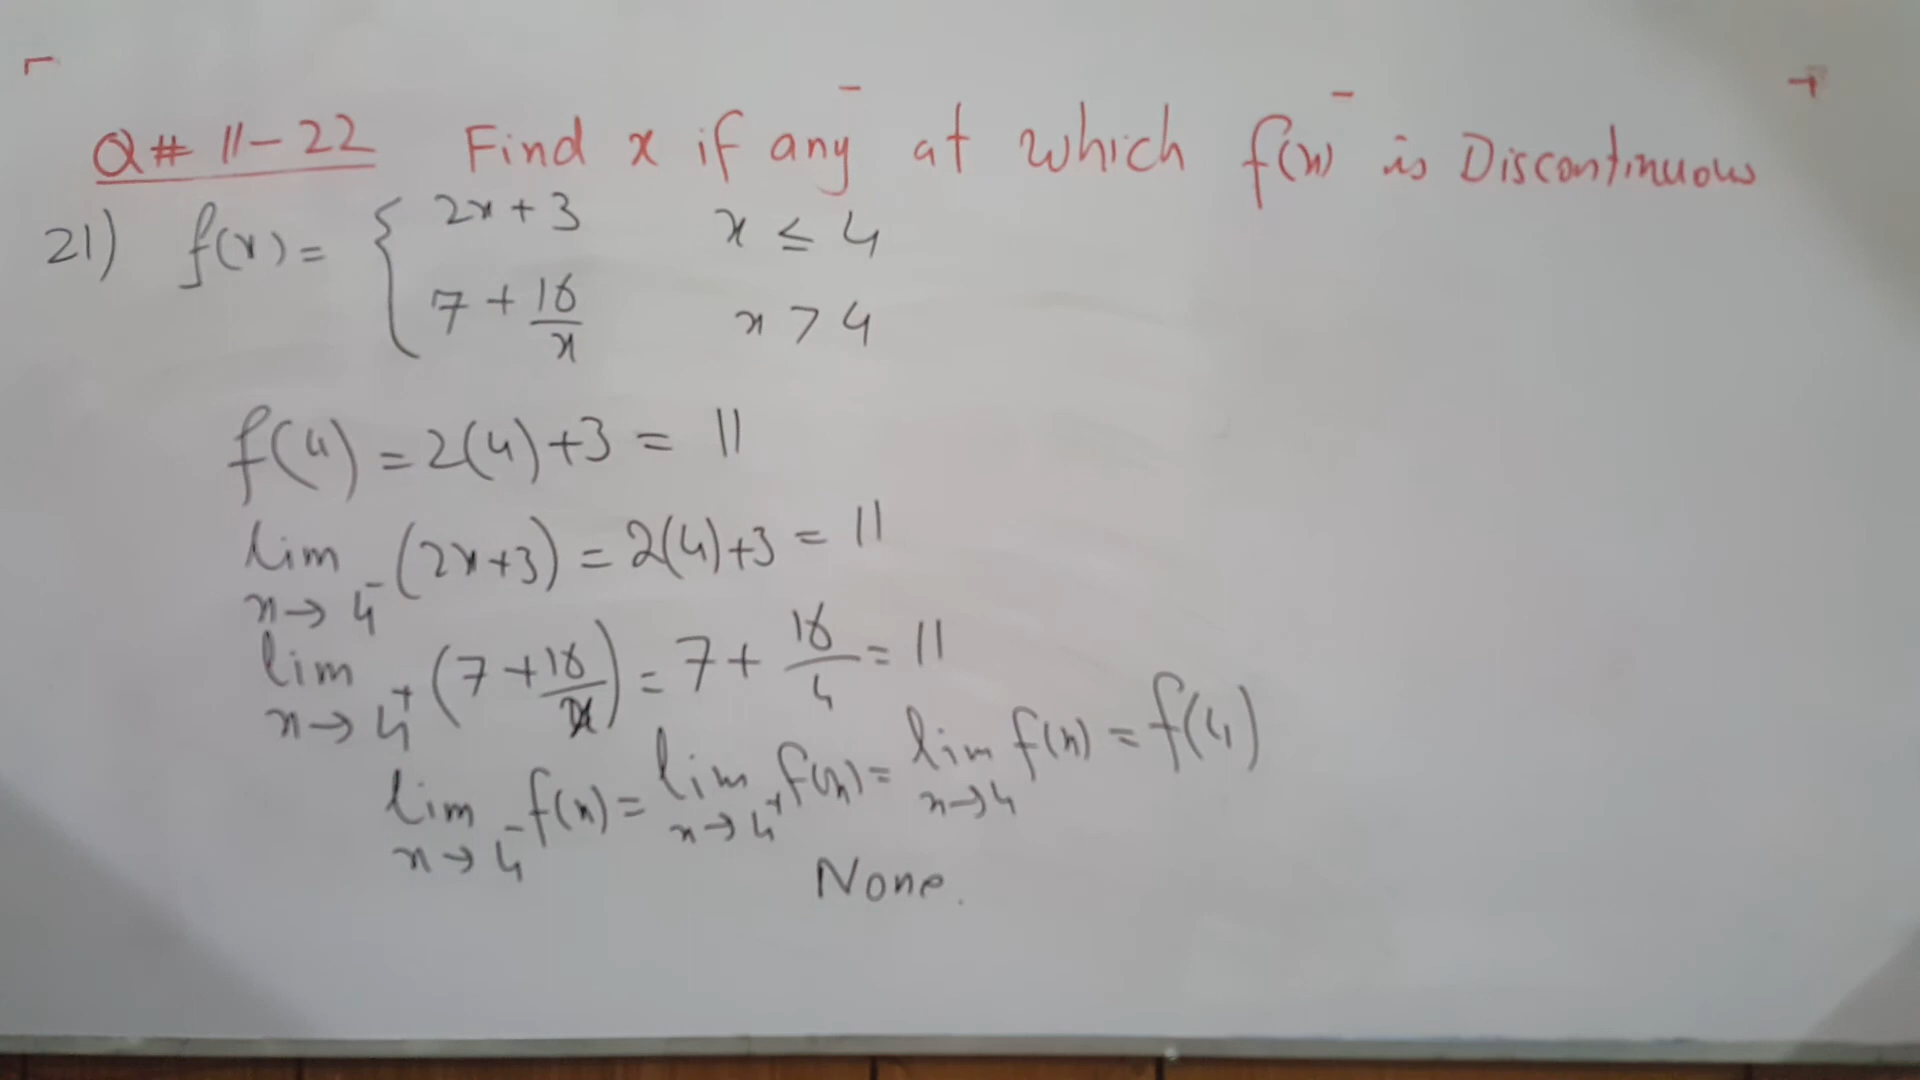 Q# 11-22 Find x if any at which f(x) is Discontinuous
21) f(x) = { 2x + 3 x ≤ 4
7 + 16/x x > 4
f(4) = 2(4)+3 = 11
lim x→4⁻ (2x+3) = 2(4)+3 = 11
lim x→4⁺ (7+16/x) = 7 + 16/4 = 11
lim x→4⁻ f(x) = lim x→4⁺ f(x) = lim x→4 f(x) = f(4)
None.